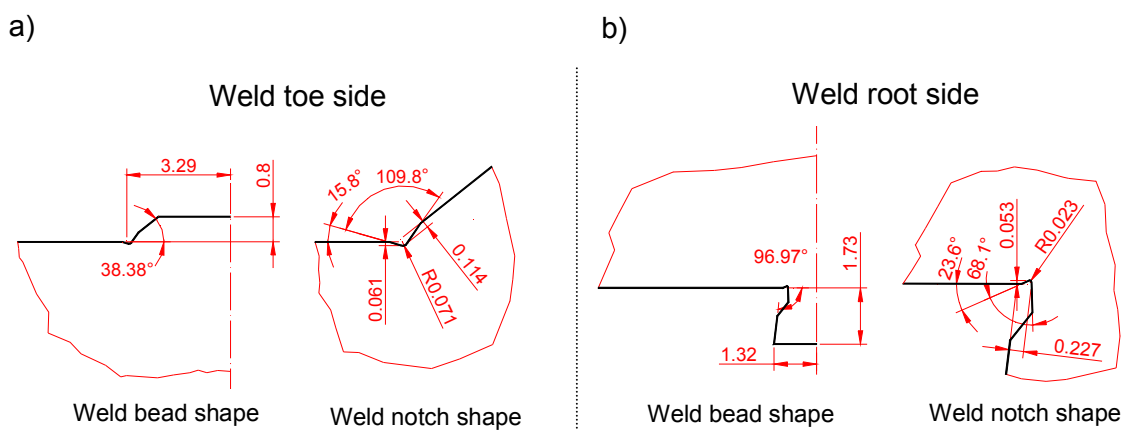 a)
Weld toe side
3.29
0.8
38.38°
15.8°
109.8°
0.114
R0.071
0.061
Weld bead shape
Weld notch shape
b)
Weld root side
96.97°
1.73
1.32
23.6°
68.1°
0.053
R0.023
0.227
Weld bead shape
Weld notch shape